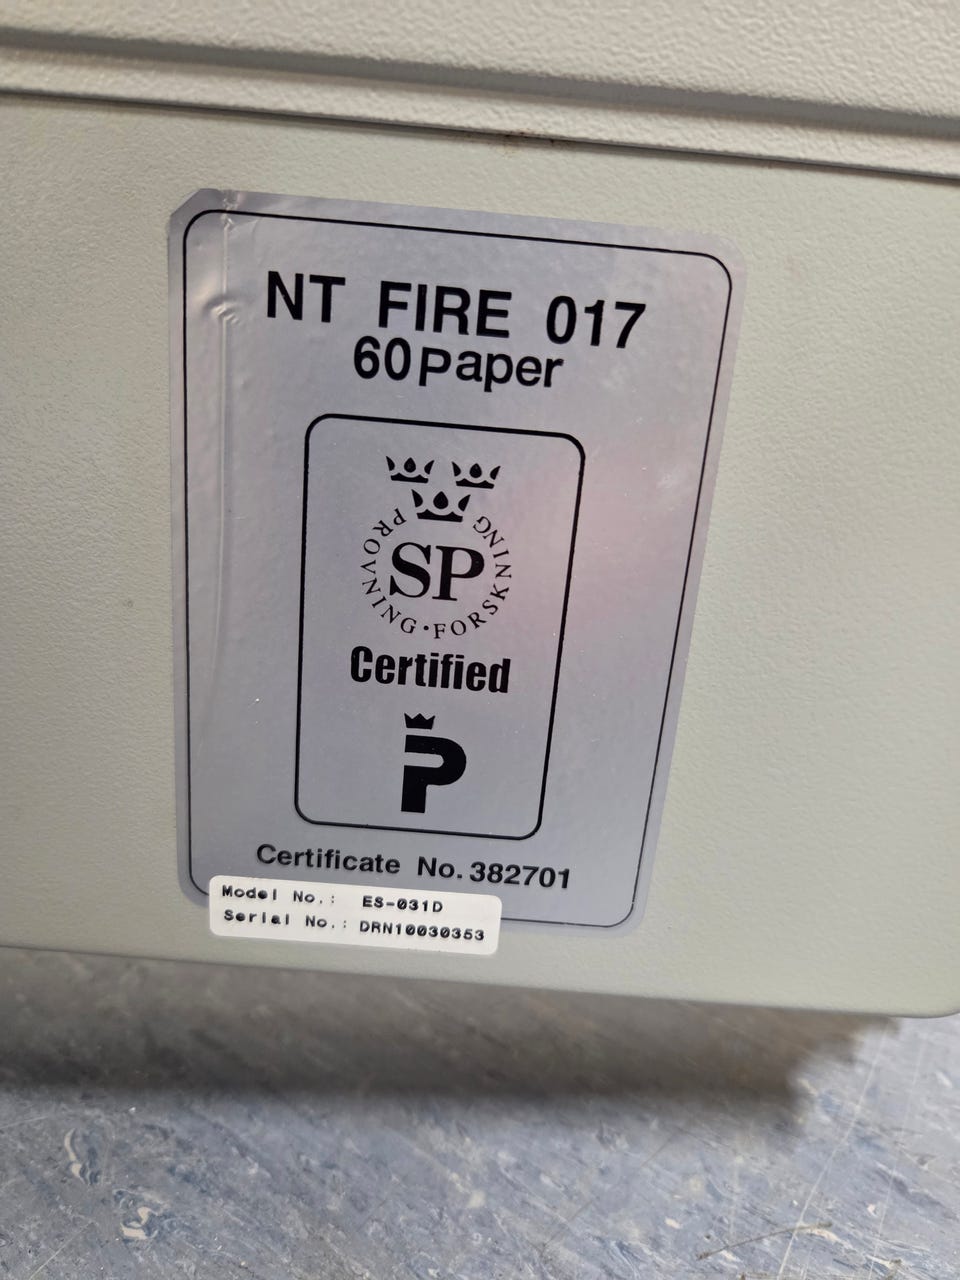 NT FIRE 017
60Paper
PROVNING · FORSKNING
SP
Certified
P
Certificate No. 382701
Model No.: ES-031D
Serial No.: DRN10030353